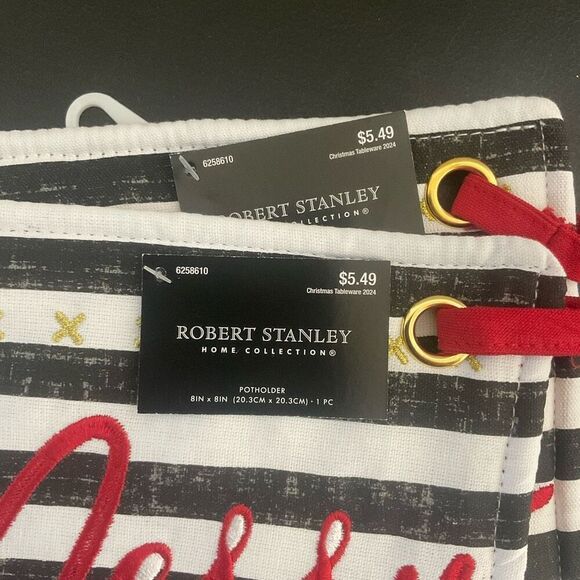 6258610
$5.49
Christmas Tableware 2024
ROBERT STANLEY
COLLECTION®
6258610
$5.49
Christmas Tableware 2024
ROBERT STANLEY
HOME COLLECTION®
POTHOLDER
8IN x 8IN (20.3CM x 20.3CM) · 1 PC